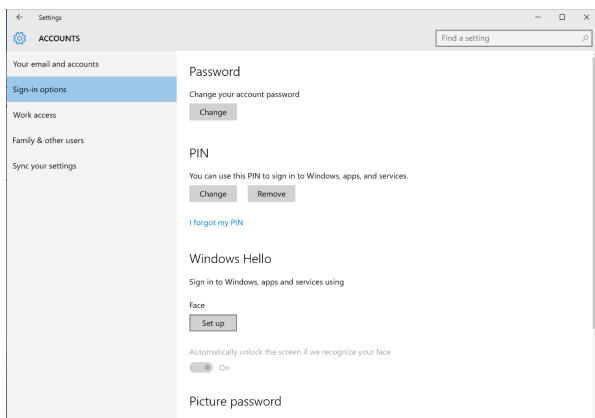 Settings
ACCOUNTS
Find a setting
Your email and accounts
Sign-in options
Work access
Family & other users
Sync your settings
Password
Change your account password
Change
PIN
You can use this PIN to sign in to Windows, apps, and services.
Change Remove
I forgot my PIN
Windows Hello
Sign in to Windows, apps and services using
Face
Set up
Automatically unlock the screen if we recognize your face
On
Picture password